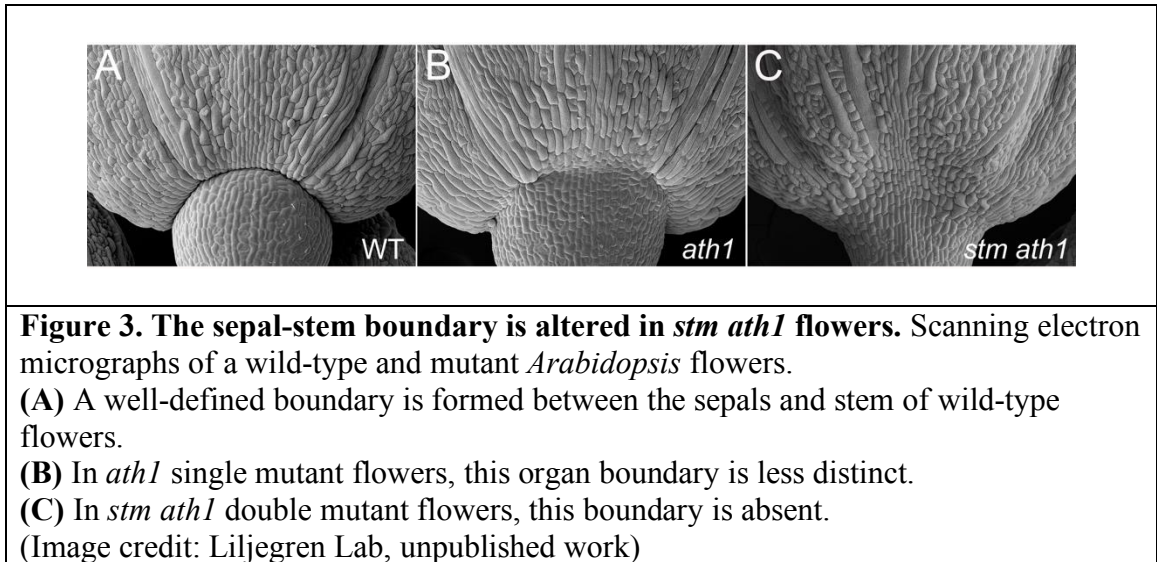 A
B
C
WT
ath1
stm ath1
Figure 3. The sepal-stem boundary is altered in stm ath1 flowers. Scanning electron
micrographs of a wild-type and mutant Arabidopsis flowers.
(A) A well-defined boundary is formed between the sepals and stem of wild-type
flowers.
(B) In ath1 single mutant flowers, this organ boundary is less distinct.
(C) In stm ath1 double mutant flowers, this boundary is absent.
(Image credit: Liljegren Lab, unpublished work)